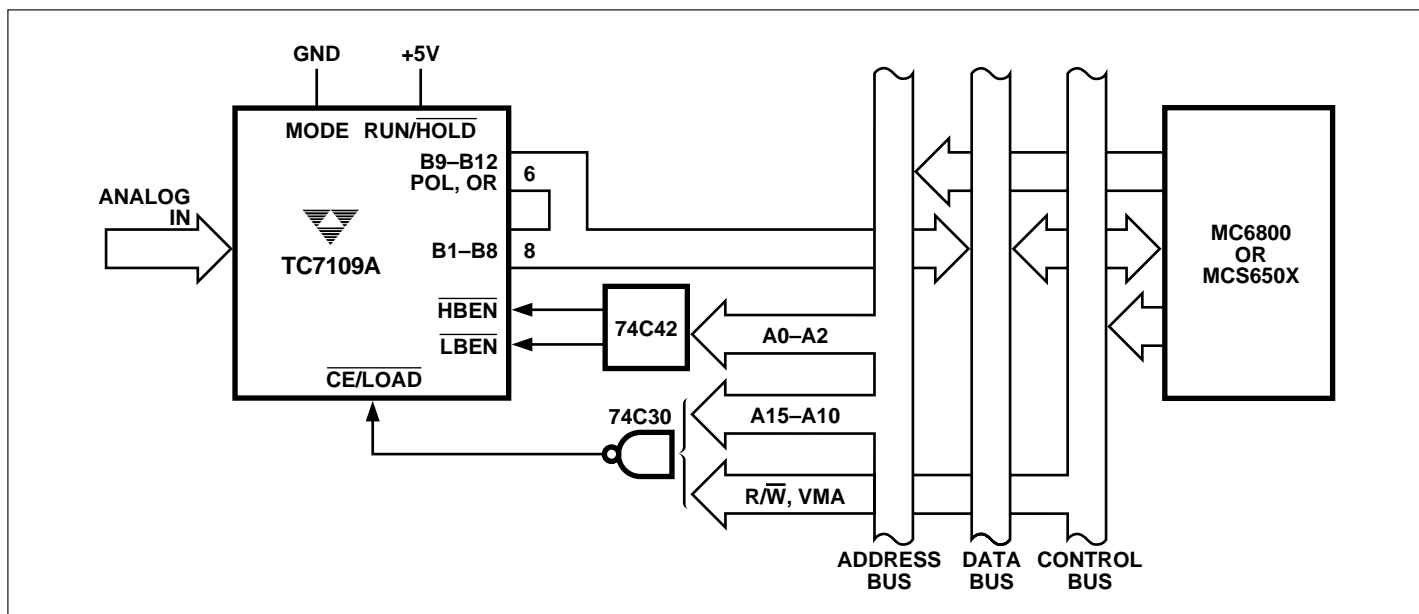 GND
+5V
MODE
RUN/HOLD
B9–B12
POL, OR
6
ANALOG
IN
TC7109A
B1–B8
8
HBEN
LBEN
CE/LOAD
74C42
A0–A2
74C30
A15–A10
R/W, VMA
MC6800
OR
MCS650X
ADDRESS
BUS
DATA
BUS
CONTROL
BUS